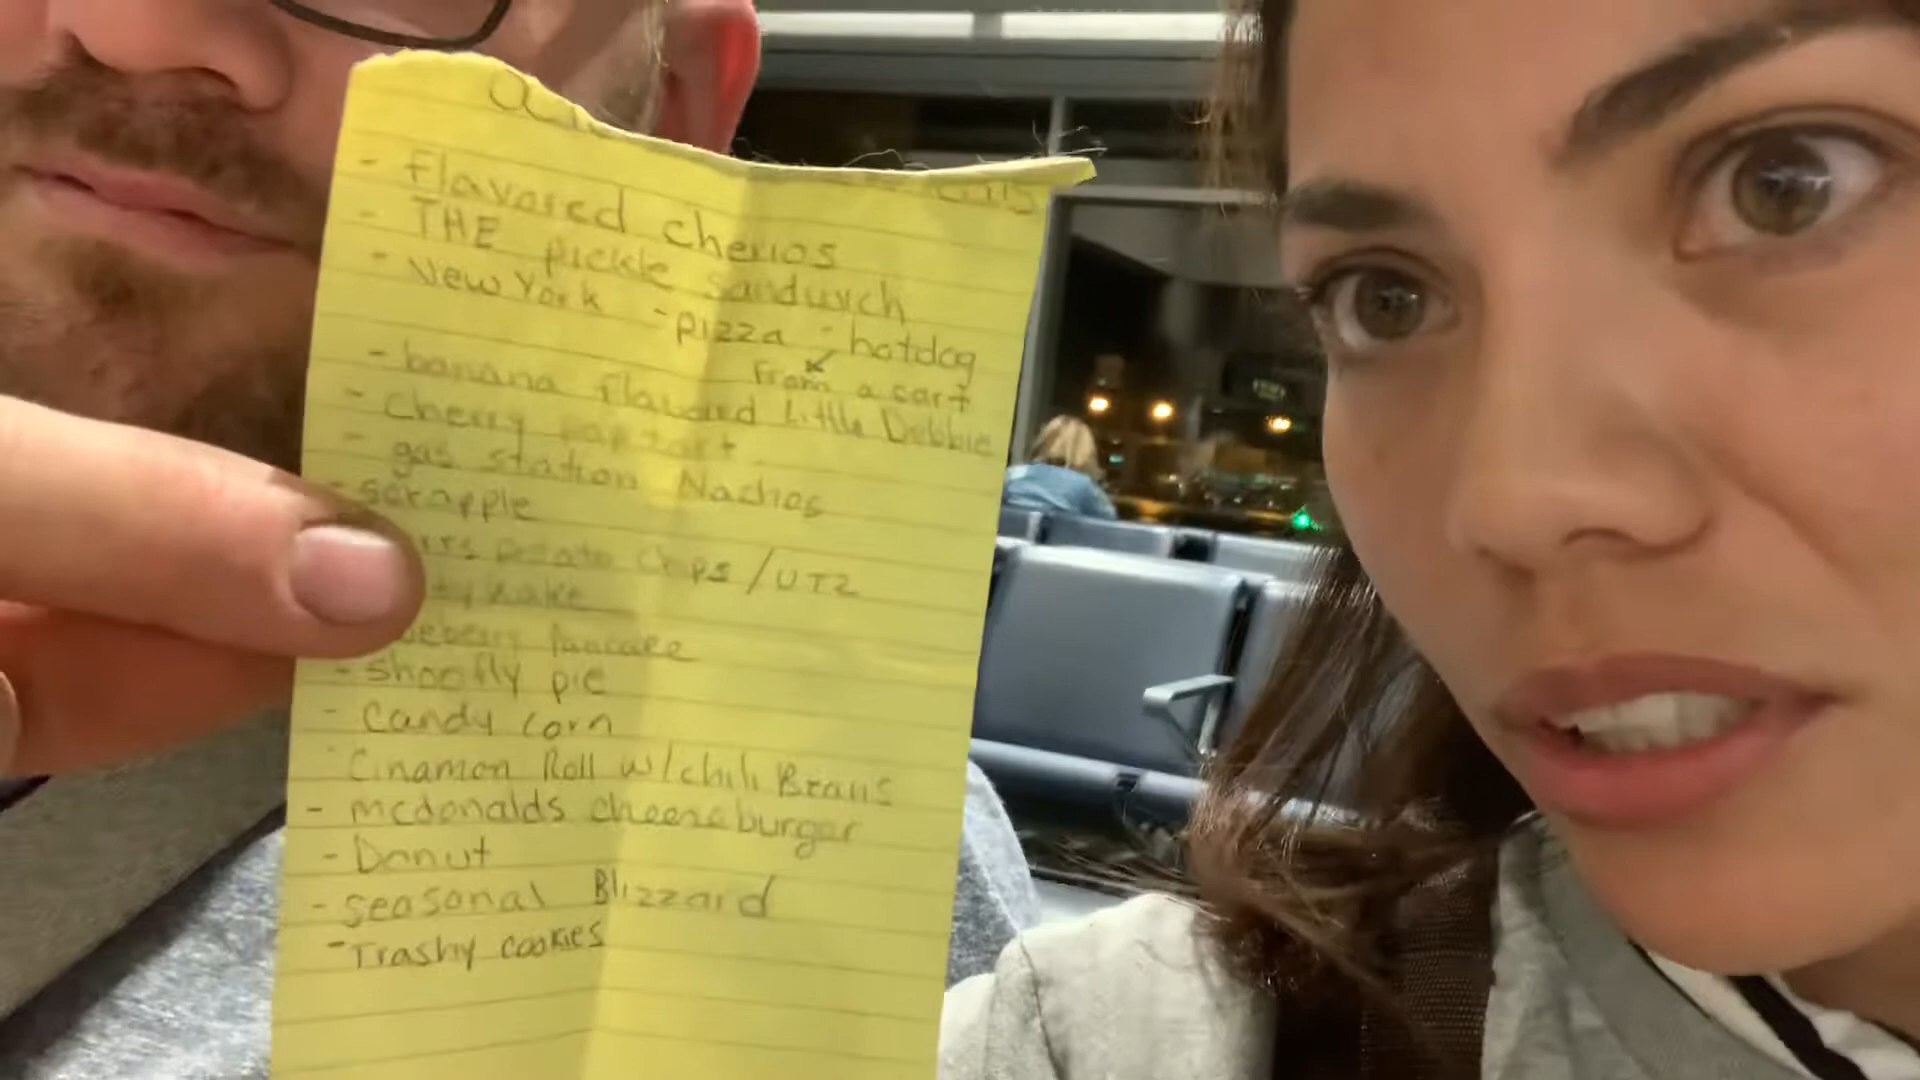 - Flavored cherios
- THE pickle sandwich
- New York - pizza - hotdog
From a cart
- banana flavored Little Debbie
- Cherry poptart
- gas station Nachos
- scrapple
potato chips / UTZ
pancake
- shoofly pie
- Candy corn
- Cinamon Roll w/chili Beans
- mcdonalds cheeseburger
- Donut
- seasonal Blizzard
- Trashy cookies